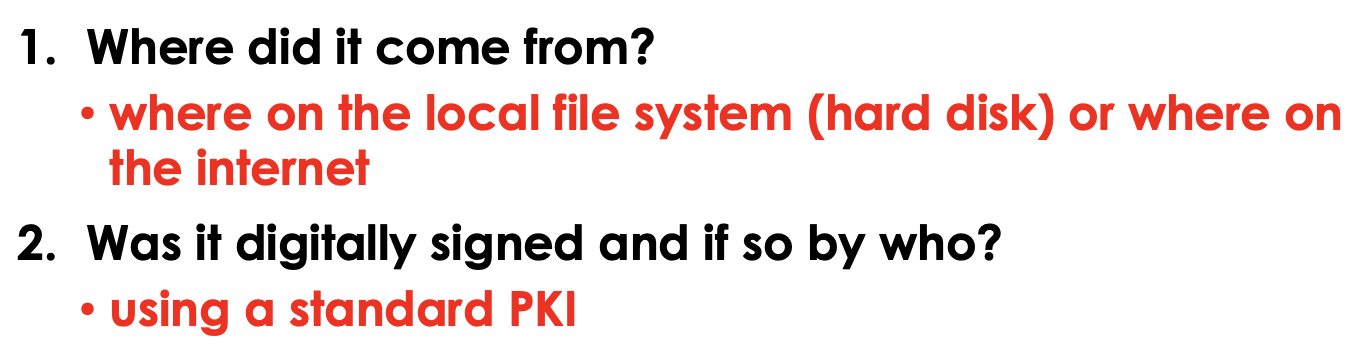 1. Where did it come from?
• where on the local file system (hard disk) or where on
the internet
2. Was it digitally signed and if so by who?
• using a standard PKI